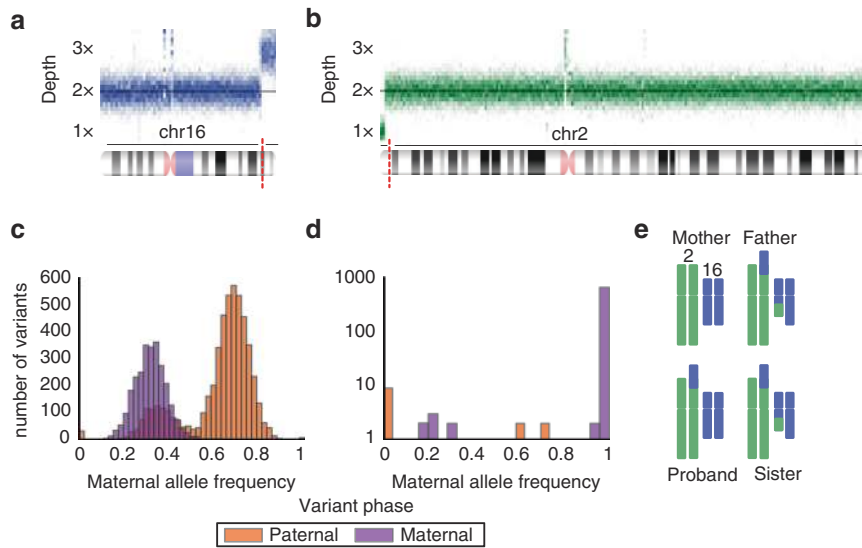 a
3×
2×
1×
Depth
chr16
b
3×
2×
1×
Depth
chr2
c
600
500
400
300
200
100
0
number of variants
0 0.2 0.4 0.6 0.8 1
Maternal allele frequency
d
1000
100
10
1
0 0.2 0.4 0.6 0.8 1
Maternal allele frequency
Variant phase
Paternal Maternal
e
Mother Father
2
16
Proband Sister